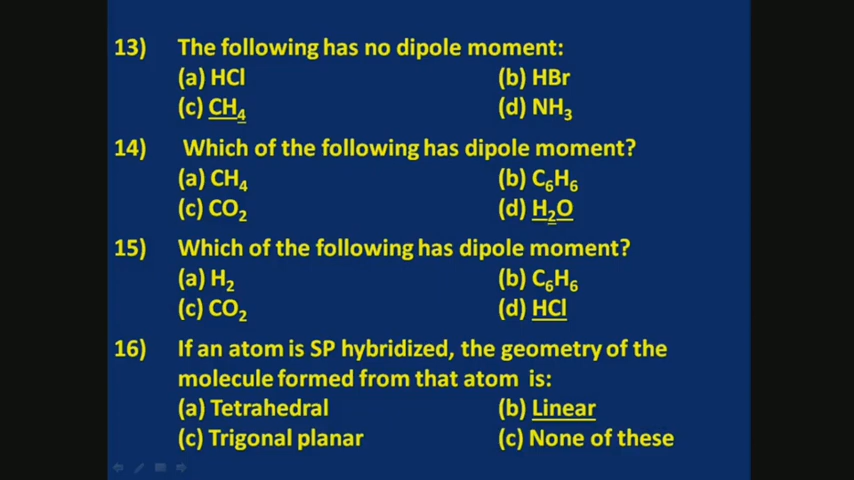 13) The following has no dipole moment:
(a) HCl (b) HBr
(c) CH₄ (d) NH₃
14) Which of the following has dipole moment?
(a) CH₄ (b) C₆H₆
(c) CO₂ (d) H₂O
15) Which of the following has dipole moment?
(a) H₂ (b) C₆H₆
(c) CO₂ (d) HCl
16) If an atom is SP hybridized, the geometry of the
molecule formed from that atom is:
(a) Tetrahedral (b) Linear
(c) Trigonal planar (c) None of these